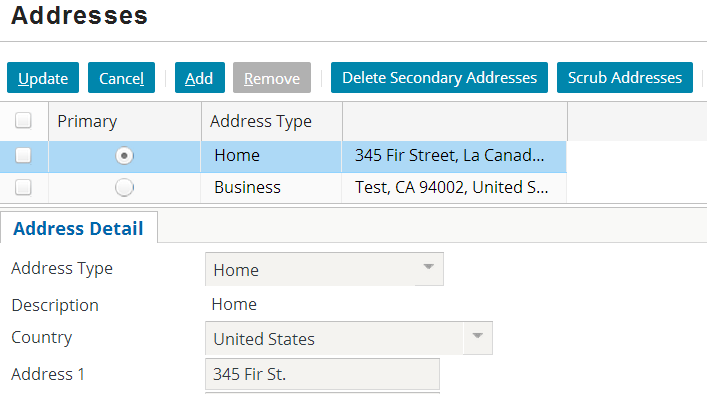 Addresses
Update Cancel Add Remove Delete Secondary Addresses Scrub Addresses
Primary Address Type
Home 345 Fir Street, La Canad...
Business Test, CA 94002, United S...
Address Detail
Address Type Home
Description Home
Country United States
Address 1 345 Fir St.